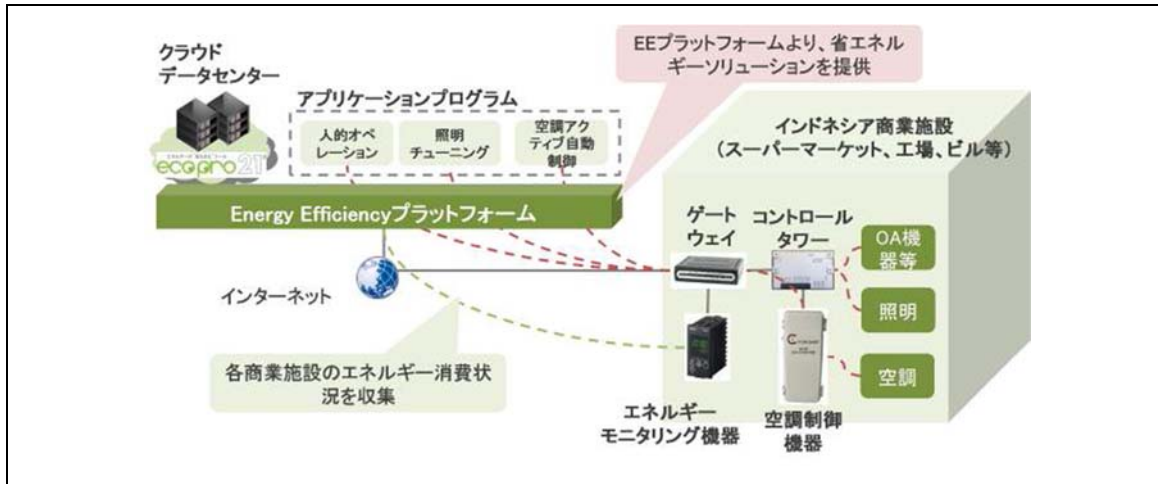 クラウド
データセンター
ecopro21
アプリケーションプログラム
人的オペ
レーション
照明
チューニング
空調アク
ティブ自動
制御
EEプラットフォームより、省エネル
ギーソリューションを提供
Energy Efficiencyプラットフォーム
インターネット
各商業施設のエネルギー消費状
況を収集
インドネシア商業施設
(スーパーマーケット、工場、ビル等)
ゲート
ウェイ
コントロール
タワー
OA機
器等
照明
空調
エネルギー
モニタリング機器
空調制御
機器